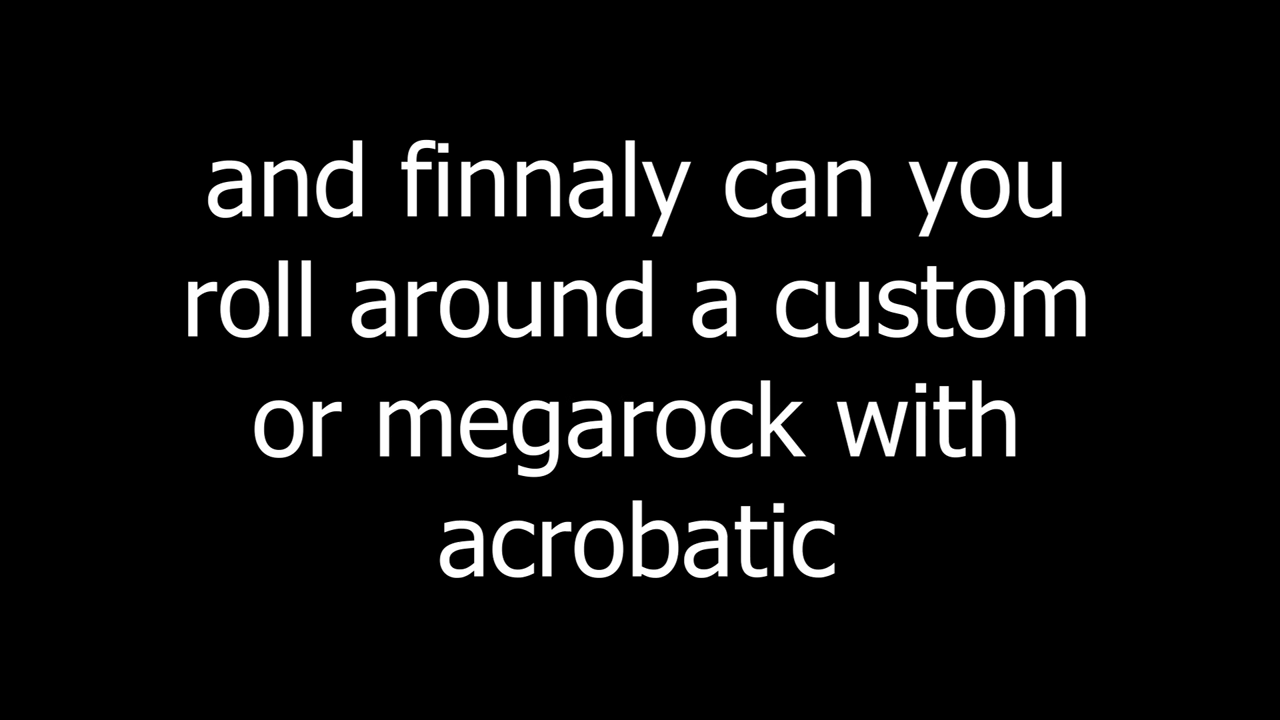 and finnaly can you
roll around a custom
or megarock with
acrobatic